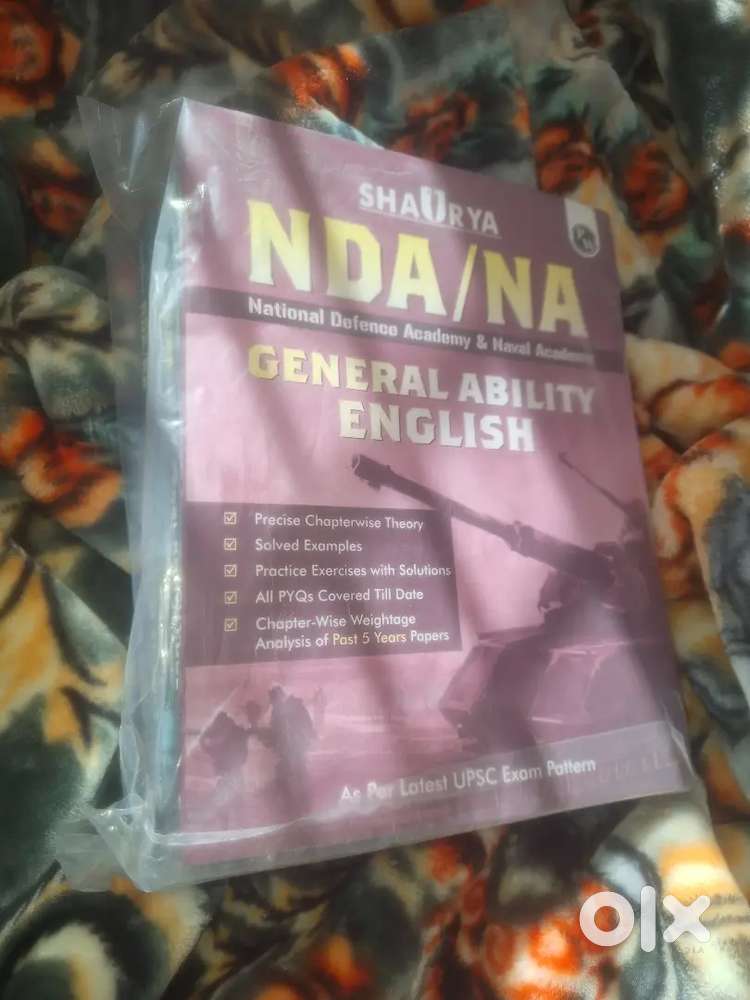 SHAURYA
PW
NDA/NA
National Defence Academy & Naval Academy
GENERAL ABILITY
ENGLISH
Precise Chapterwise Theory
Solved Examples
Practice Exercises with Solutions
All PYQs Covered Till Date
Chapter-Wise Weightage
Analysis of Past 5 Years Papers
As Per Latest UPSC Exam Pattern
olx